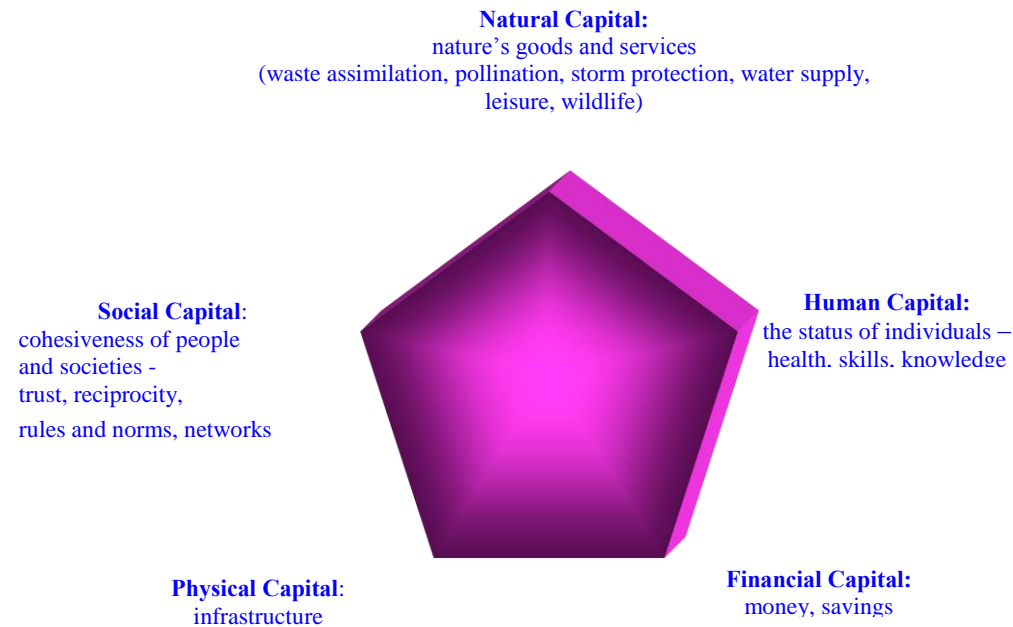 Natural Capital:
nature’s goods and services
(waste assimilation, pollination, storm protection, water supply,
leisure, wildlife)
Social Capital:
cohesiveness of people
and societies -
trust, reciprocity,
rules and norms, networks
Human Capital:
the status of individuals –
health, skills, knowledge
Physical Capital:
infrastructure
Financial Capital:
money, savings